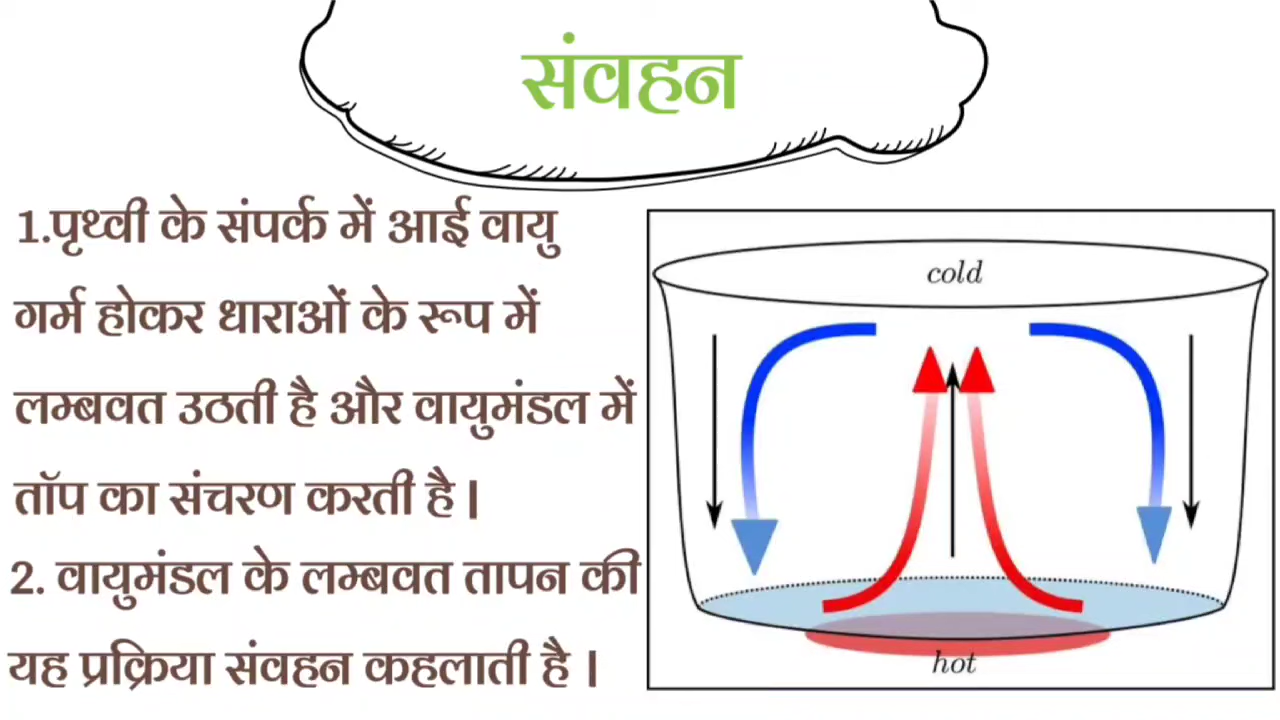 संवहन
1.पृथ्वी के संपर्क में आई वायु
गर्म होकर धाराओं के रूप में
लम्बवत उठती है और वायुमंडल में
तॉप का संचरण करती है |
2. वायुमंडल के लम्बवत तापन की
यह प्रक्रिया संवहन कहलाती है ।
cold
hot